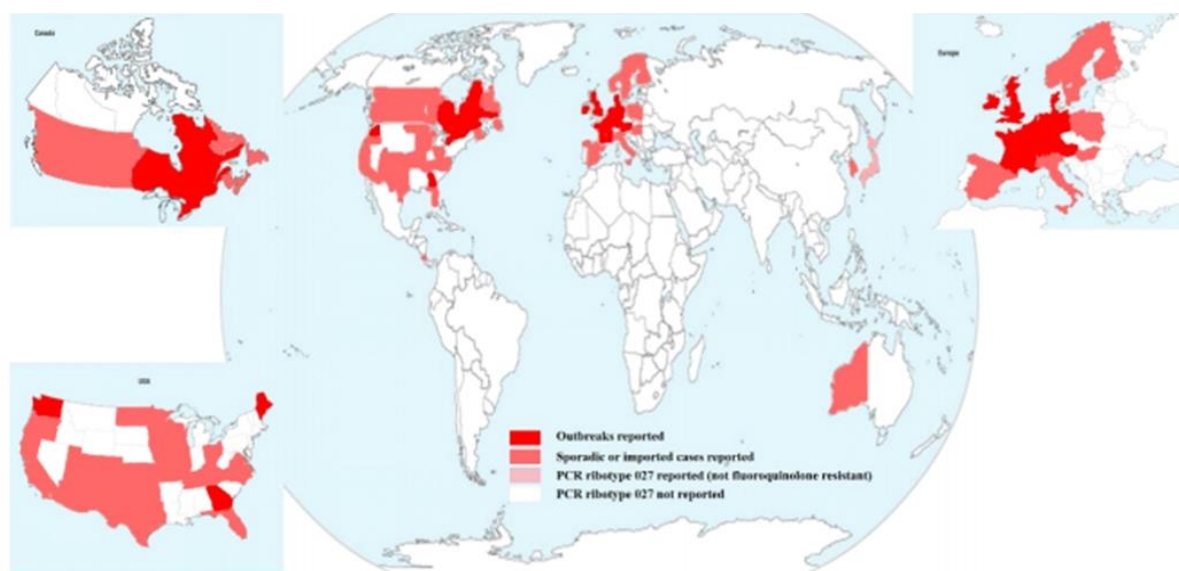 Canada
Europe
USA
Outbreaks reported
Sporadic or imported cases reported
PCR ribotype 027 reported (not fluoroquinolone resistant)
PCR ribotype 027 not reported